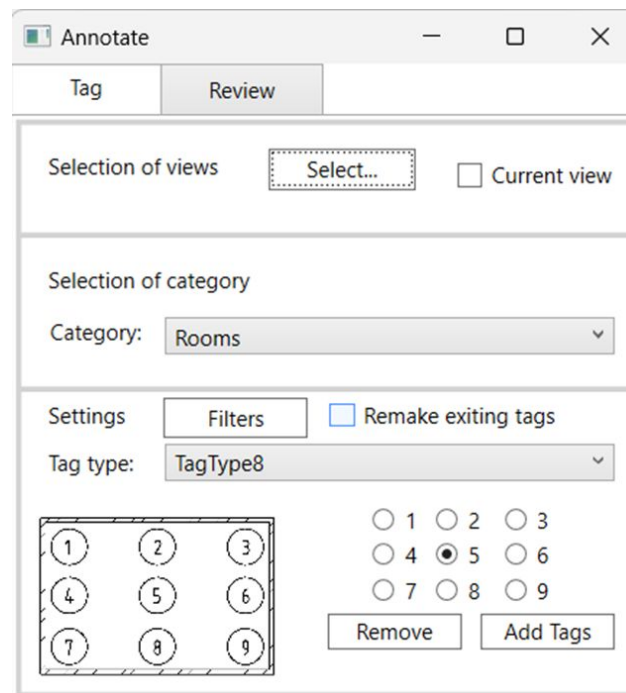 Annotate
Tag Review
Selection of views Select... Current view
Selection of category
Category: Rooms
Settings Filters Remake exiting tags
Tag type: TagType8
1 2 3
4 5 6
7 8 9
1 2 3
4 5 6
7 8 9
Remove Add Tags